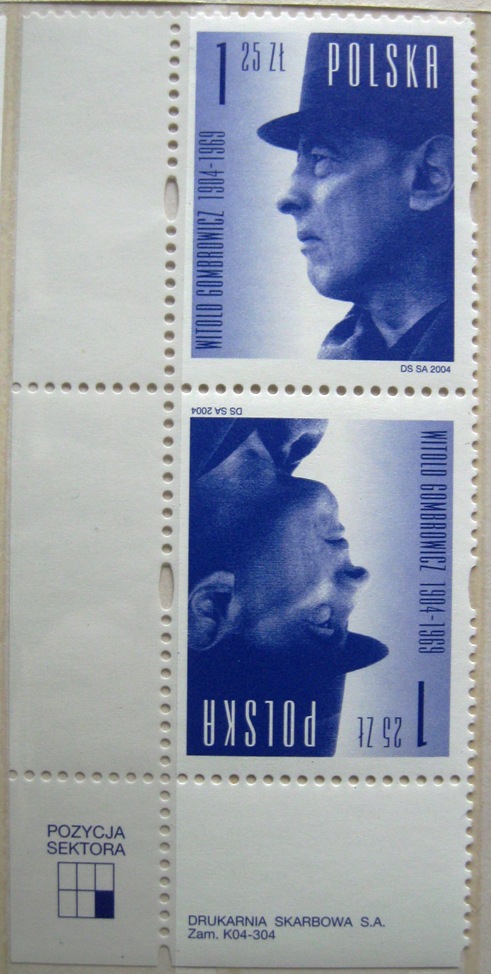 1 25 ZŁ
POLSKA
WITOLD GOMBROWICZ 1904-1969
DS SA 2004
DS SA 2004
WITOLD GOMBROWICZ 1904-1969
1 25 ZŁ
POLSKA
POZYCJA
SEKTORA
DRUKARNIA SKARBOWA S.A.
Zam. K04-304